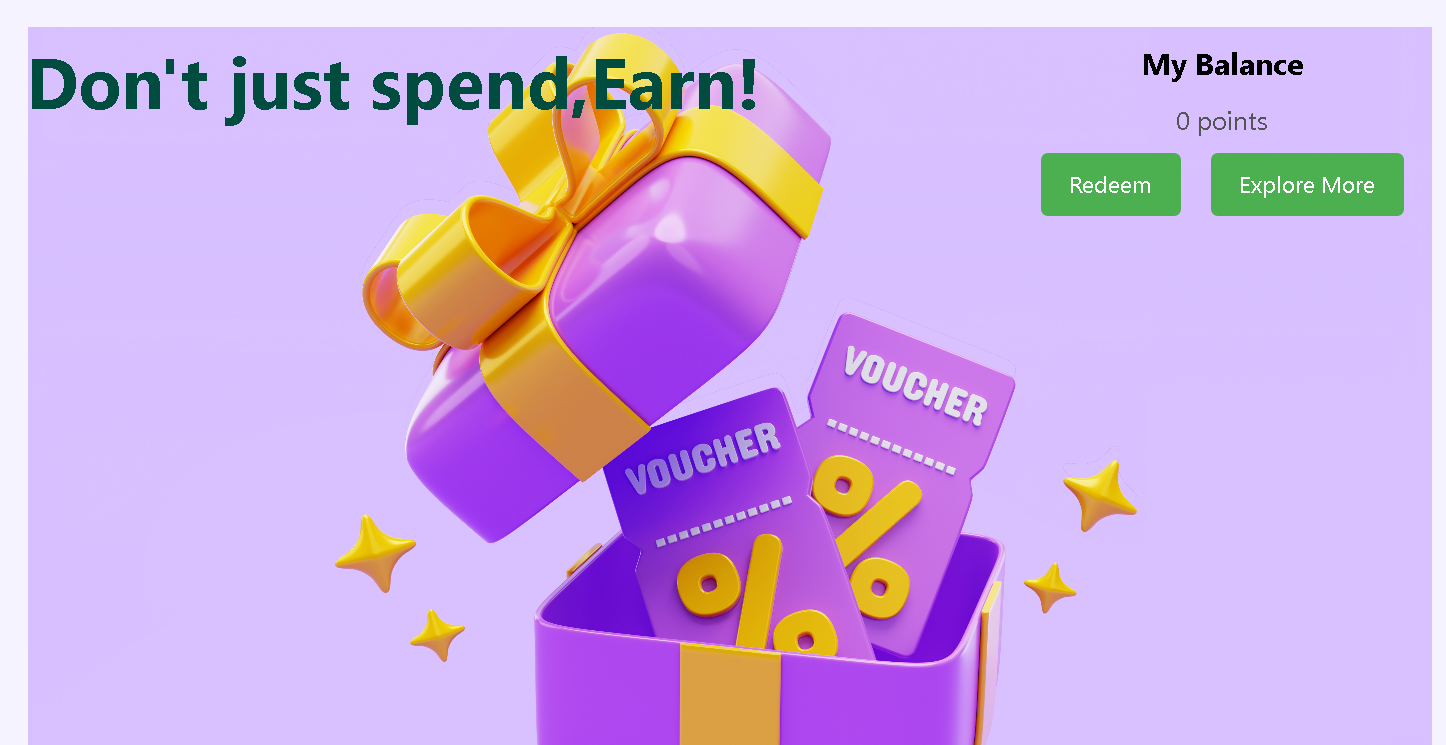 Don't just spend,Earn!
My Balance
0 points
Redeem
Explore More
VOUCHER
VOUCHER